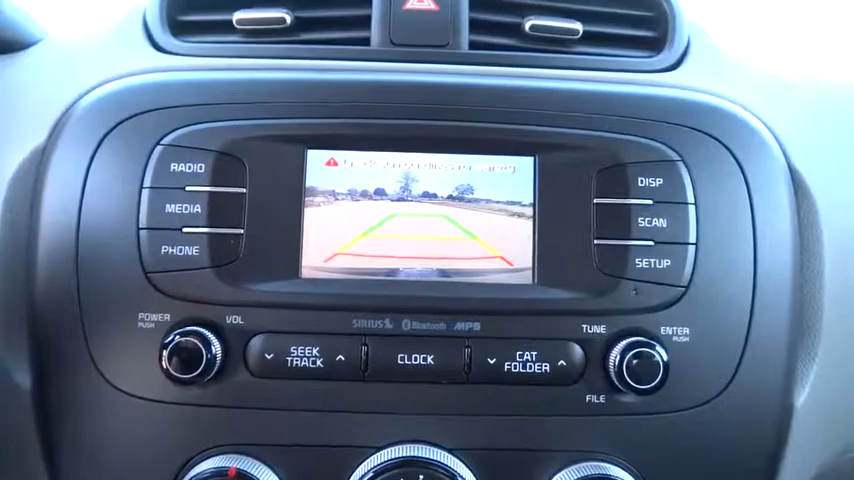 RADIO
MEDIA
PHONE
DISP
SCAN
SETUP
POWER
PUSH
VOL
SIRIUS Bluetooth MP3
TUNE
ENTER
PUSH
SEEK
TRACK
CLOCK
CAT
FOLDER
FILE